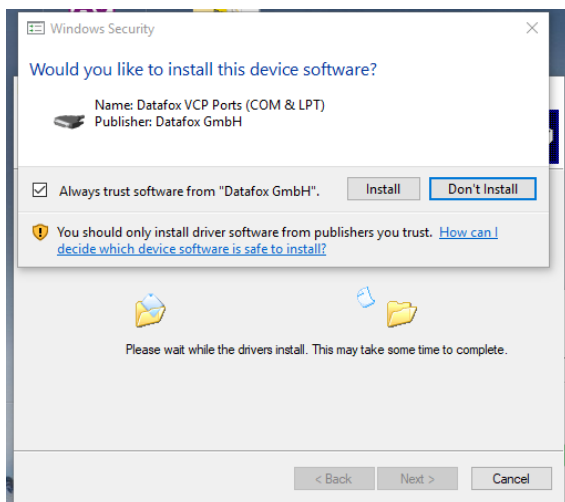 Windows Security
Would you like to install this device software?
Name: Datafox VCP Ports (COM & LPT)
Publisher: Datafox GmbH
Always trust software from "Datafox GmbH".
Install
Don't Install
You should only install driver software from publishers you trust. How can I
decide which device software is safe to install?
Please wait while the drivers install. This may take some time to complete.
< Back
Next >
Cancel